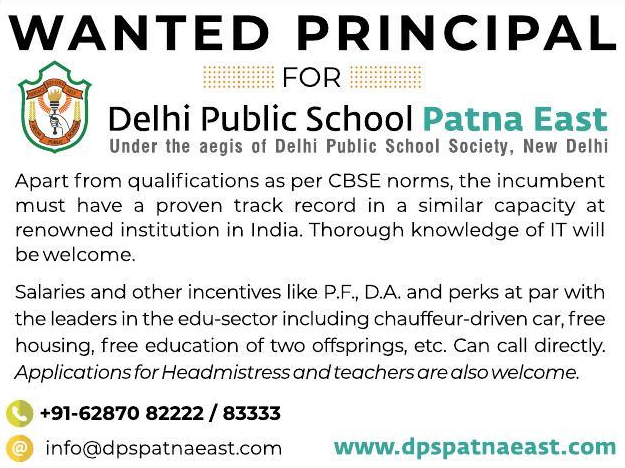 WANTED PRINCIPAL
FOR
Delhi Public School Patna East
Under the aegis of Delhi Public School Society, New Delhi
Apart from qualifications as per CBSE norms, the incumbent
must have a proven track record in a similar capacity at
renowned institution in India. Thorough knowledge of IT will
be welcome.
Salaries and other incentives like P.F., D.A. and perks at par with
the leaders in the edu-sector including chauffeur-driven car, free
housing, free education of two offsprings, etc. Can call directly.
Applications for Headmistress and teachers are also welcome.
+91-62870 82222 / 83333
@ info@dpspatnaeast.com
www.dpspatnaeast.com